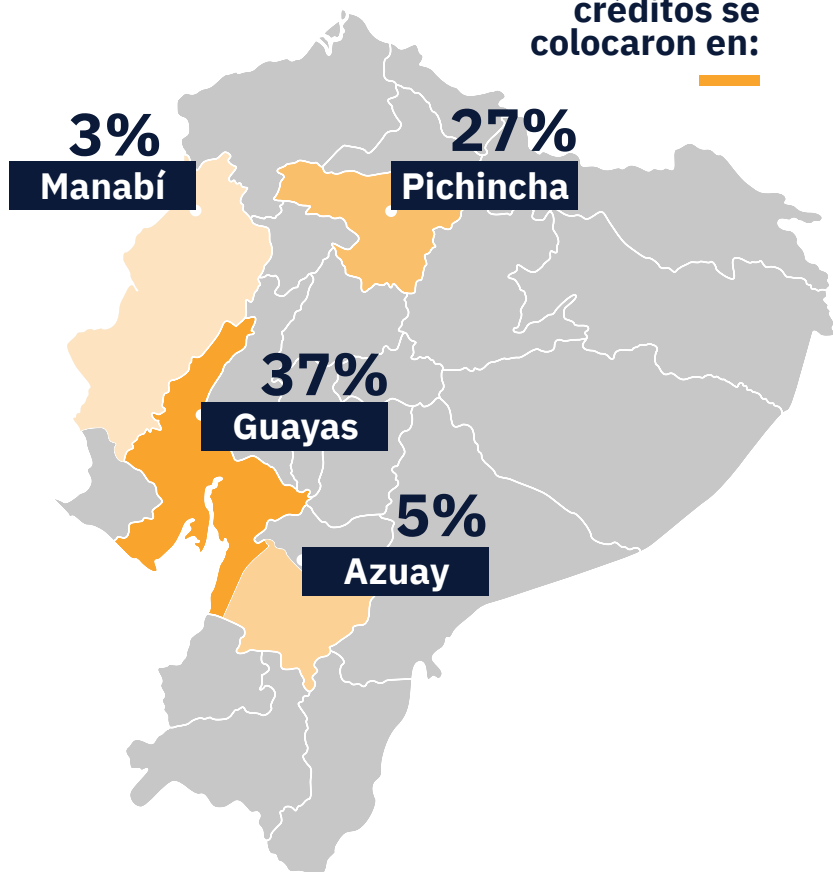 créditos se
colocaron en:
3%
Manabí
27%
Pichincha
37%
Guayas
5%
Azuay